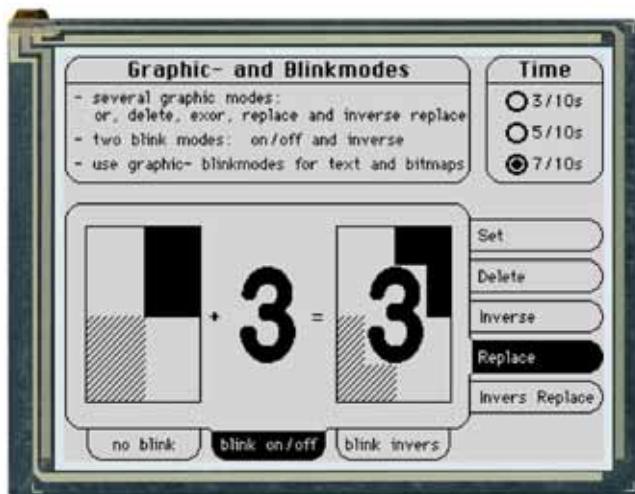 Graphic- and Blinkmodes
- several graphic modes:
or, delete, exor, replace and inverse replace
- two blink modes: on/off and inverse
- use graphic- blinkmodes for text and bitmaps
Time
3/10s
5/10s
7/10s
+ 3 = 3
Set
Delete
Inverse
Replace
Invers Replace
no blink
blink on/off
blink invers